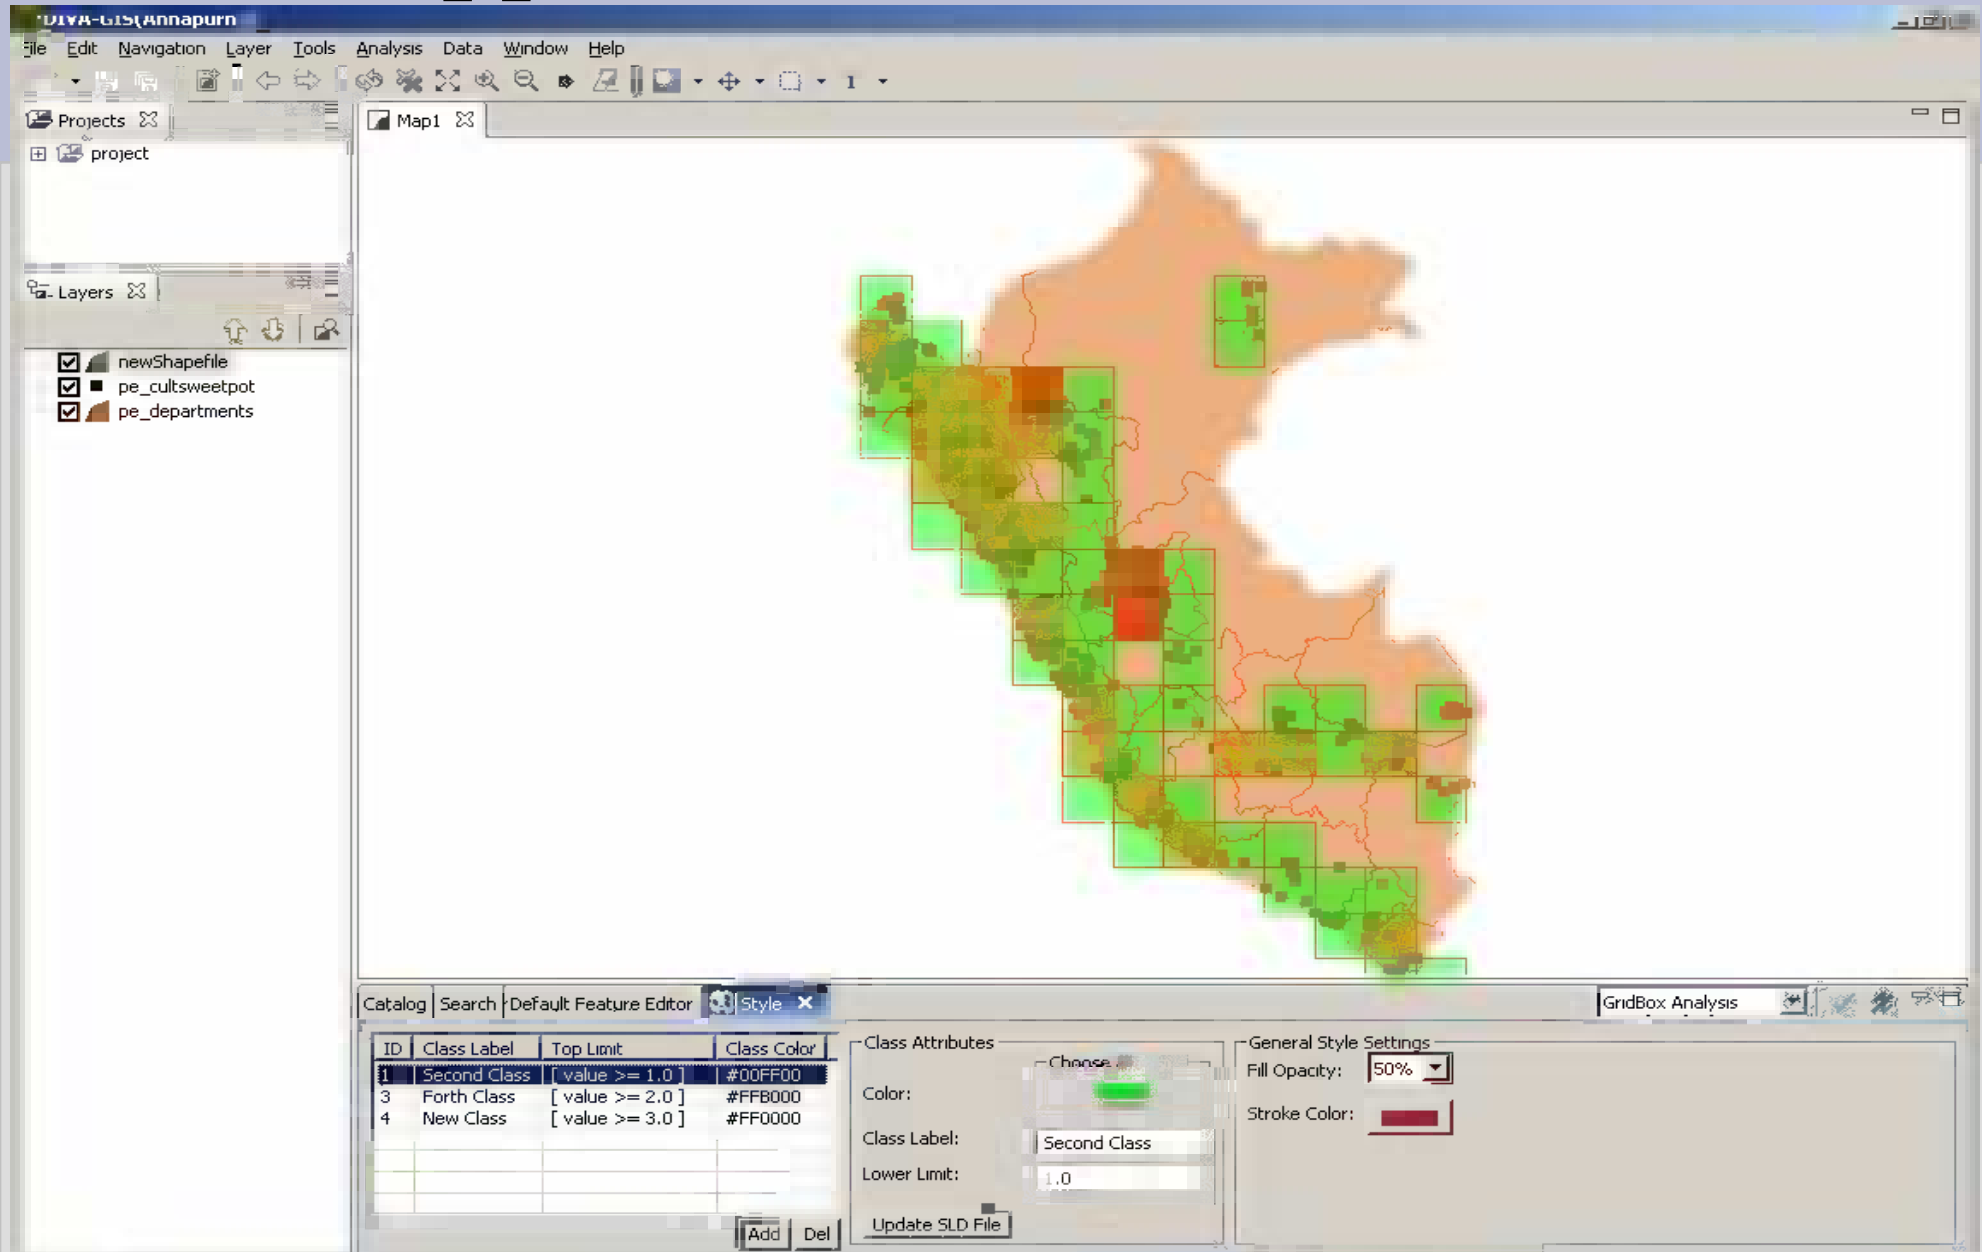 DIVA-GIS(Annapurn
File Edit Navigation Layer Tools Analysis Data Window Help
1
Projects
Map1
project
Layers
newShapefile
pe_cultsweetpot
pe_departments
Catalog Search Default Feature Editor Style GridBox Analysis
ID Class Label Top Limit Class Color
1 Second Class [ value >= 1.0 ] #00FF00
3 Forth Class [ value >= 2.0 ] #FFB000
4 New Class [ value >= 3.0 ] #FF0000
Add Del
Class Attributes
Choose
Color:
Class Label: Second Class
Lower Limit: 1.0
Update SLD File
General Style Settings
Fill Opacity: 50%
Stroke Color: